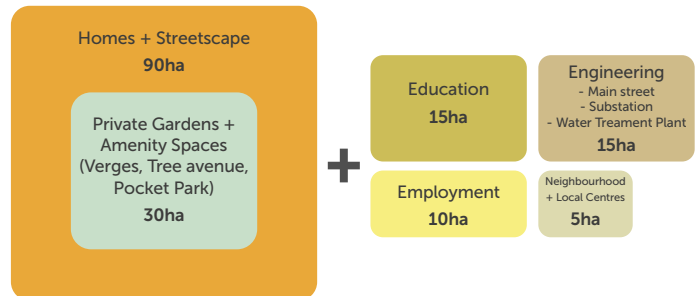 Homes + Streetscape
90ha
Private Gardens +
Amenity Spaces
(Verges, Tree avenue,
Pocket Park)
30ha
+
Education
15ha
Engineering
- Main street
- Substation
- Water Treament Plant
15ha
Employment
10ha
Neighbourhood
+ Local Centres
5ha